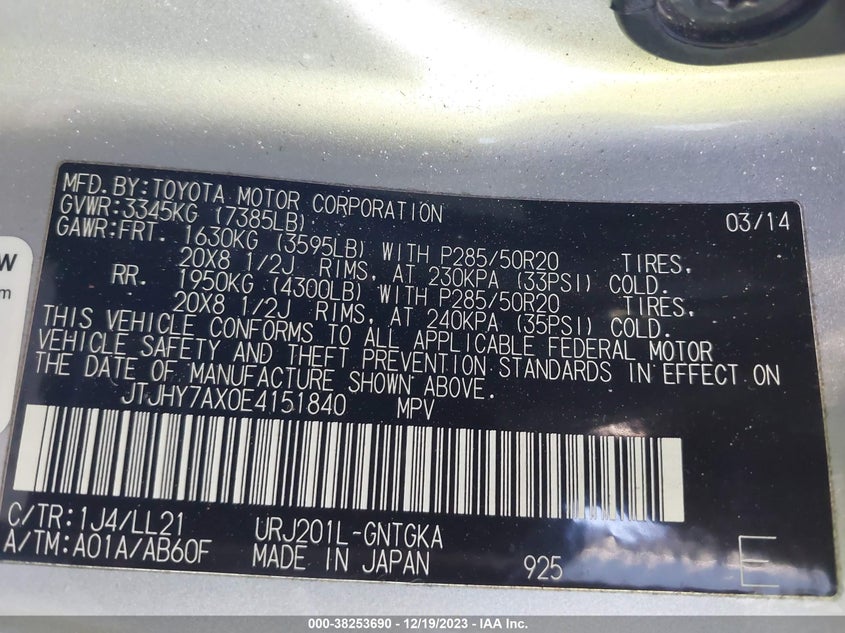 MFD.BY:TOYOTA MOTOR CORPORATION 03/14
GVWR:3345KG (7385LB)
GAWR:FRT. 1630KG (3595LB) WITH P285/50R20 TIRES,
20X8 1/2J RIMS, AT 230KPA (33PSI) COLD.
RR. 1950KG (4300LB) WITH P285/50R20 TIRES,
20X8 1/2J RIMS, AT 240KPA (35PSI) COLD.
THIS VEHICLE CONFORMS TO ALL APPLICABLE FEDERAL MOTOR
VEHICLE SAFETY AND THEFT PREVENTION STANDARDS IN EFFECT ON
THE DATE OF MANUFACTURE SHOWN ABOVE.
JTJHY7AX0E4151840 MPV
C/TR:1J4/LL21 URJ201L-GNTGKA
A/TM:A01A/AB60F MADE IN JAPAN 925 E
W
m
000-38253690 - 12/19/2023 - IAA Inc.